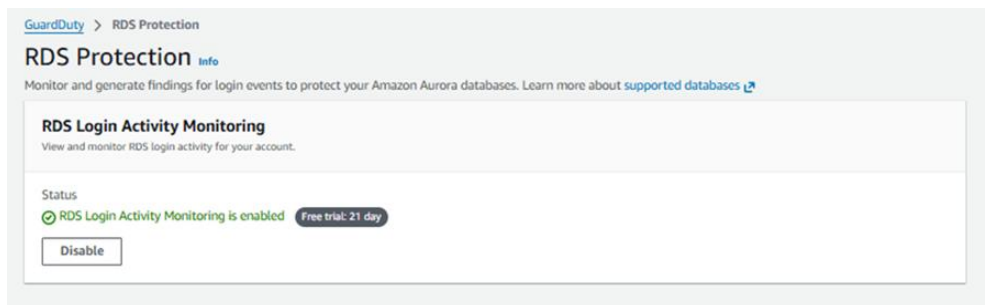 GuardDuty > RDS Protection
RDS Protection Info
Monitor and generate findings for login events to protect your Amazon Aurora databases. Learn more about supported databases
RDS Login Activity Monitoring
View and monitor RDS login activity for your account.
Status
RDS Login Activity Monitoring is enabled Free trial: 21 day
Disable